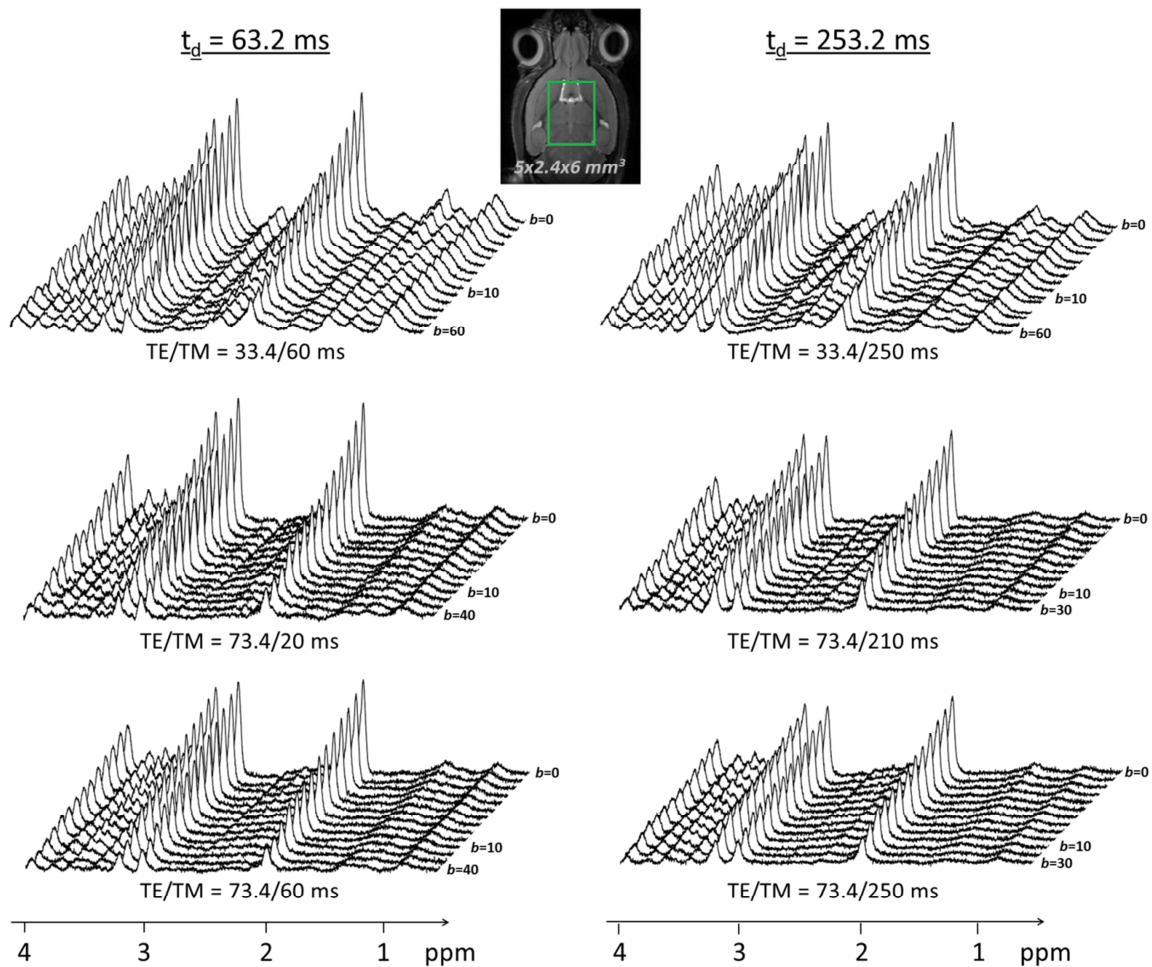 t_d = 63.2 ms
t_d = 253.2 ms
5x2.4x6 mm³
b=0
b=10
b=60
TE/TM = 33.4/60 ms
b=0
b=10
b=60
TE/TM = 33.4/250 ms
b=0
b=10
b=40
TE/TM = 73.4/20 ms
b=0
b=10
b=30
TE/TM = 73.4/210 ms
b=0
b=10
b=40
TE/TM = 73.4/60 ms
b=0
b=10
b=30
TE/TM = 73.4/250 ms
4 3 2 1 ppm
4 3 2 1 ppm